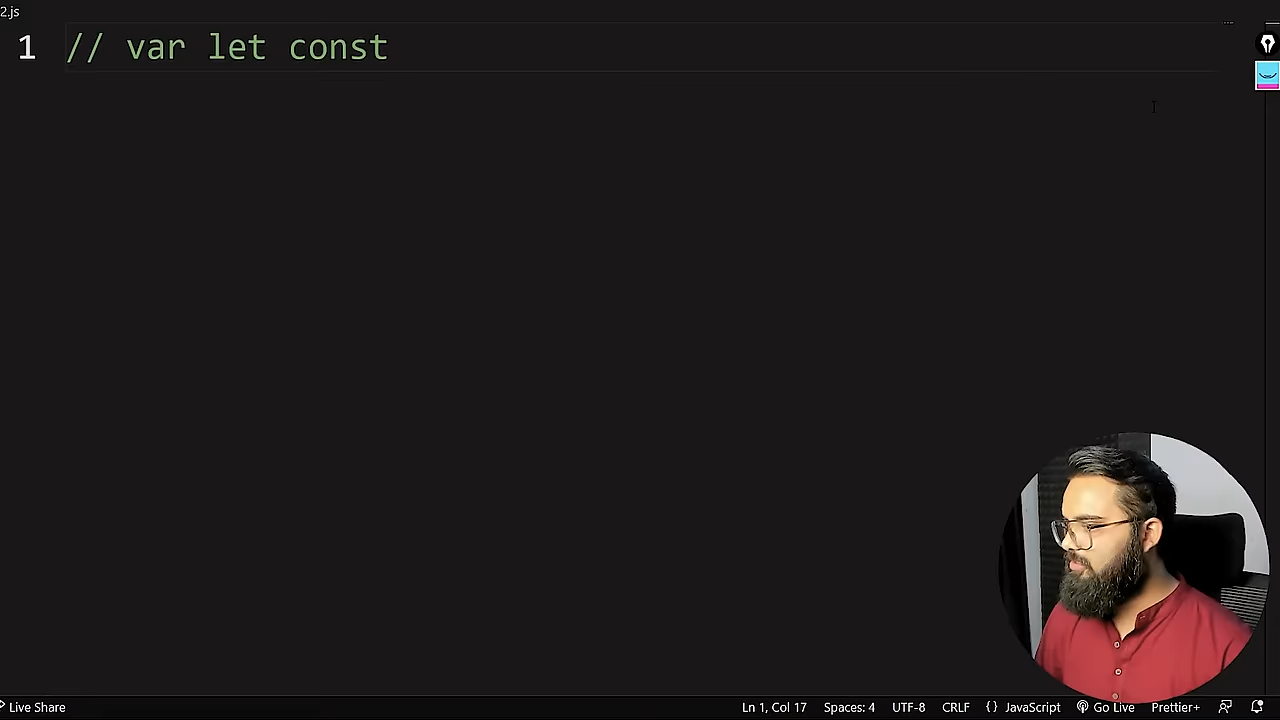 2.js
1 // var let const
Live Share Ln 1, Col 17 Spaces: 4 UTF-8 CRLF {} JavaScript Go Live Prettier+